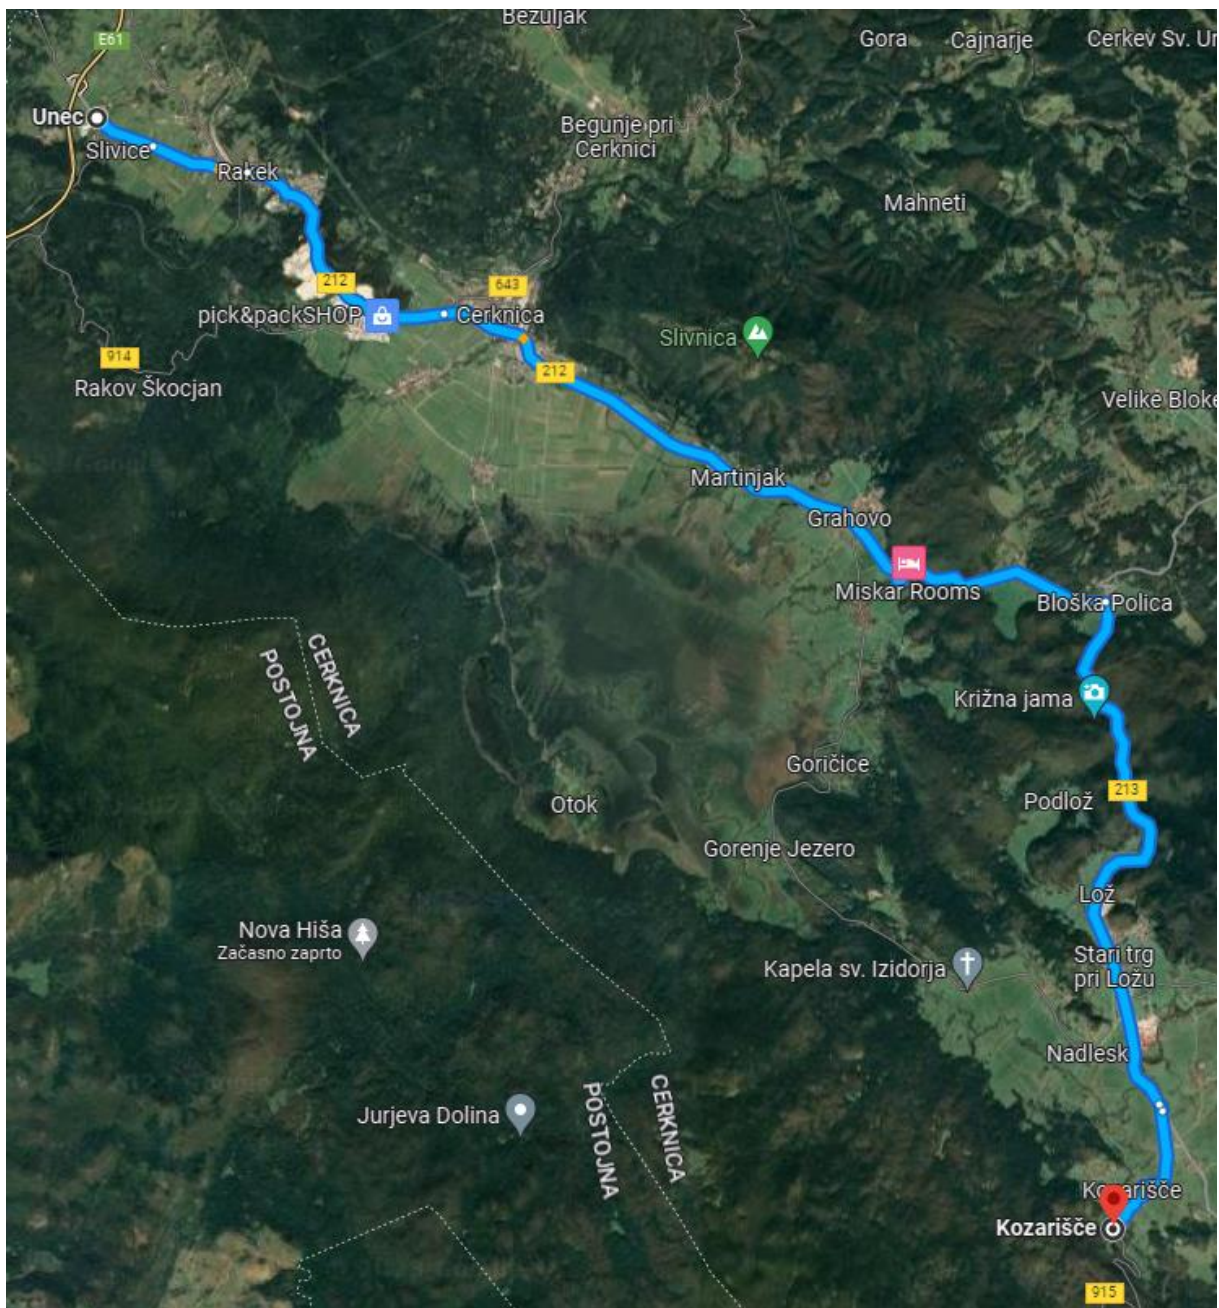 Bezuljak
E61
Gora
Cajnarje
Cerkev Sv. Ur
Unec
Slivice
Begunje pri
Cerknici
Rakek
Mahneti
212
643
pick&packSHOP
Cerknica
Slivnica
914
212
Rakov Škocjan
Velike Bloke
Martinjak
Grahovo
Miskar Rooms
Bloška Polica
CERKNICA
POSTOJNA
Križna jama
Goričice
213
Otok
Podlož
Gorenje Jezero
Lož
Nova Hiša
Začasno zaprto
Stari trg
pri Ložu
Kapela sv. Izidorja
Nadlesk
Jurjeva Dolina
CERKNICA
POSTOJNA
Kozarišče
Kozarišče
915